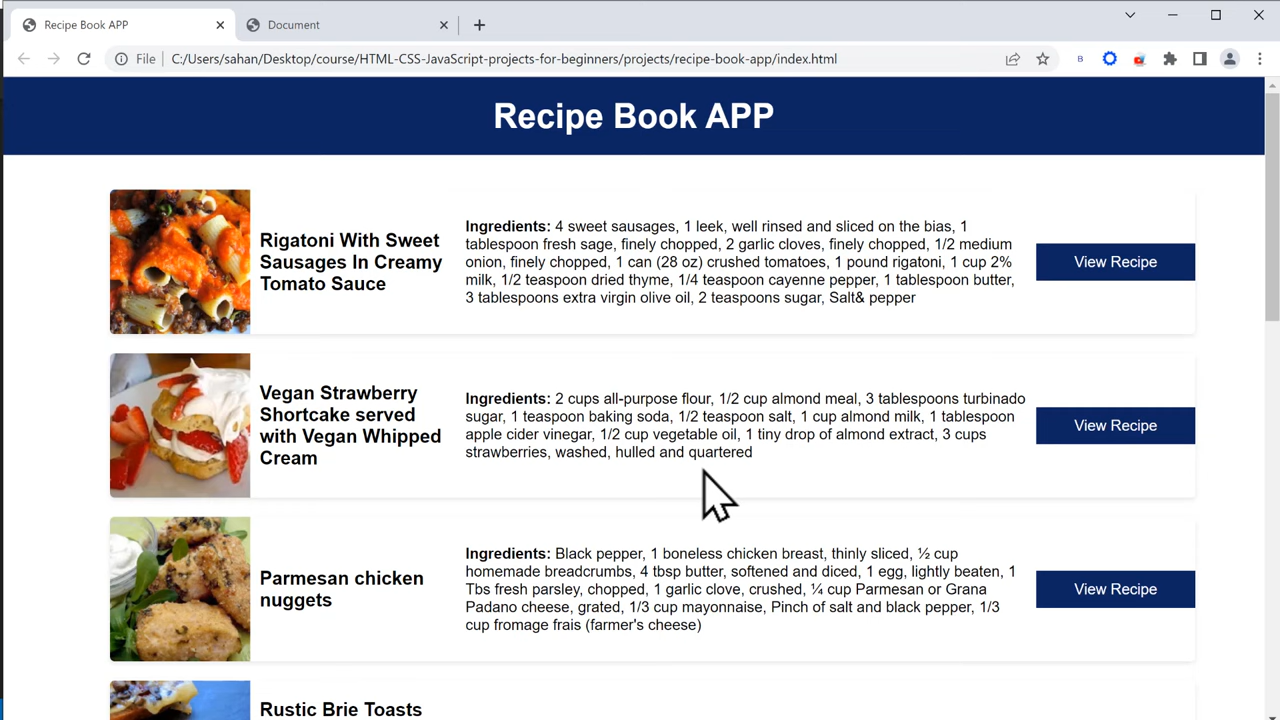 Recipe Book APP
Document
File
C:/Users/sahan/Desktop/course/HTML-CSS-JavaScript-projects-for-beginners/projects/recipe-book-app/index.html
B
Recipe Book APP
Rigatoni With Sweet
Sausages In Creamy
Tomato Sauce
Ingredients: 4 sweet sausages, 1 leek, well rinsed and sliced on the bias, 1
tablespoon fresh sage, finely chopped, 2 garlic cloves, finely chopped, 1/2 medium
onion, finely chopped, 1 can (28 oz) crushed tomatoes, 1 pound rigatoni, 1 cup 2%
milk, 1/2 teaspoon dried thyme, 1/4 teaspoon cayenne pepper, 1 tablespoon butter,
3 tablespoons extra virgin olive oil, 2 teaspoons sugar, Salt& pepper
View Recipe
Vegan Strawberry
Shortcake served
with Vegan Whipped
Cream
Ingredients: 2 cups all-purpose flour, 1/2 cup almond meal, 3 tablespoons turbinado
sugar, 1 teaspoon baking soda, 1/2 teaspoon salt, 1 cup almond milk, 1 tablespoon
apple cider vinegar, 1/2 cup vegetable oil, 1 tiny drop of almond extract, 3 cups
strawberries, washed, hulled and quartered
View Recipe
Parmesan chicken
nuggets
Ingredients: Black pepper, 1 boneless chicken breast, thinly sliced, ½ cup
homemade breadcrumbs, 4 tbsp butter, softened and diced, 1 egg, lightly beaten, 1
Tbs fresh parsley, chopped, 1 garlic clove, crushed, ¼ cup Parmesan or Grana
Padano cheese, grated, 1/3 cup mayonnaise, Pinch of salt and black pepper, 1/3
cup fromage frais (farmer's cheese)
View Recipe
Rustic Brie Toasts